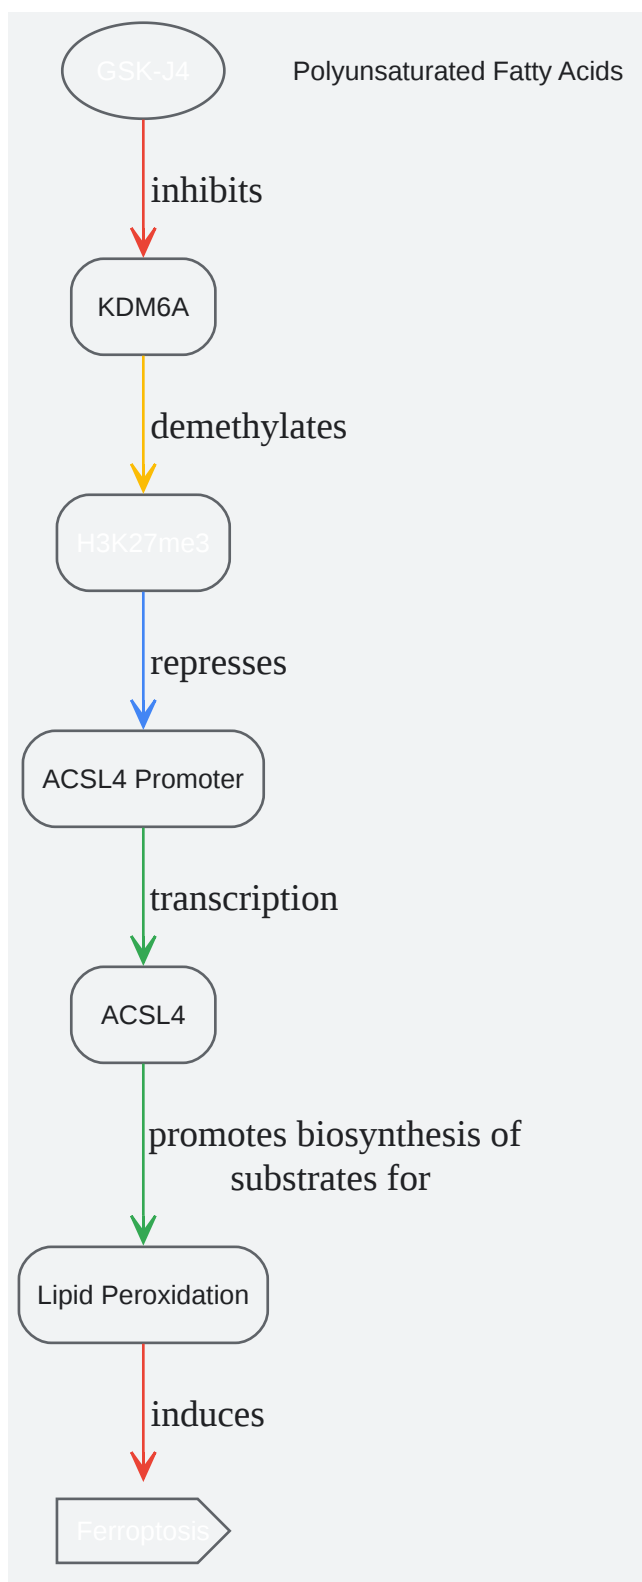 GSK-J4
Polyunsaturated Fatty Acids
inhibits
KDM6A
demethylates
H3K27me3
represses
ACSL4 Promoter
transcription
ACSL4
promotes biosynthesis of
substrates for
Lipid Peroxidation
induces
Ferroptosis